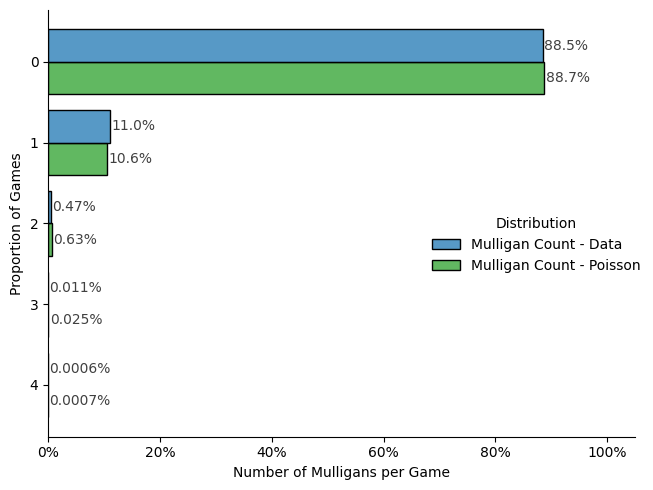 0
88.5%
88.7%
1
11.0%
10.6%
2
0.47%
0.63%
3
0.011%
0.025%
4
0.0006%
0.0007%
Proportion of Games
Distribution
Mulligan Count - Data
Mulligan Count - Poisson
0% 20% 40% 60% 80% 100%
Number of Mulligans per Game